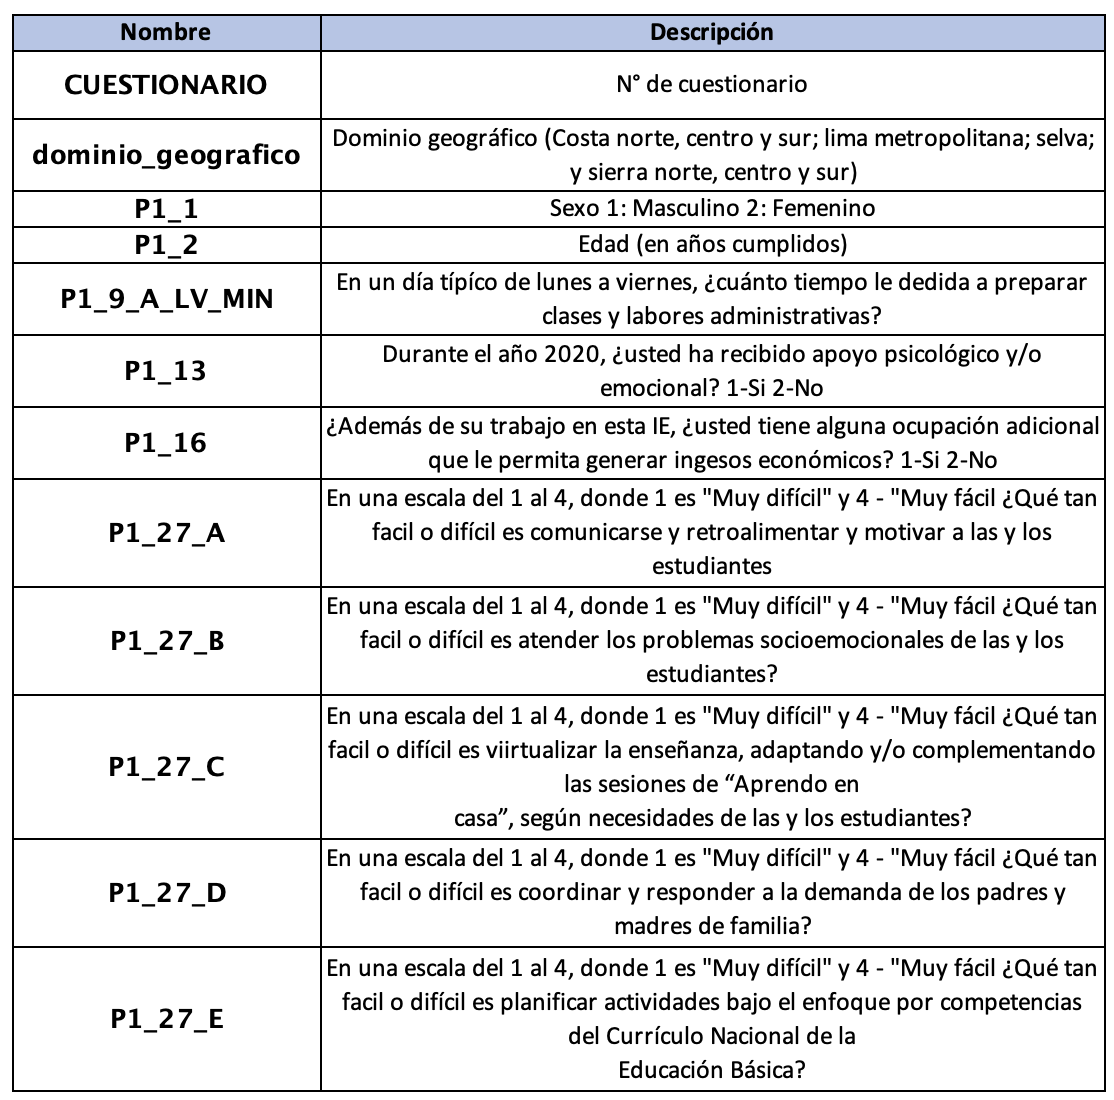 Nombre
Descripción
CUESTIONARIO
N° de cuestionario
dominio_geografico
Dominio geográfico (Costa norte, centro y sur; lima metropolitana; selva;
y sierra norte, centro y sur)
P1_1
Sexo 1: Masculino 2: Femenino
P1_2
Edad (en años cumplidos)
P1_9_A_LV_MIN
En un día típíco de lunes a viernes, ¿cuánto tiempo le dedida a preparar
clases y labores administrativas?
P1_13
Durante el año 2020, ¿usted ha recibido apoyo psicológico y/o
emocional? 1-Si 2-No
P1_16
¿Además de su trabajo en esta IE, ¿usted tiene alguna ocupación adicional
que le permita generar ingesos económicos? 1-Si 2-No
P1_27_A
En una escala del 1 al 4, donde 1 es "Muy difícil" y 4 - "Muy fácil ¿Qué tan
facil o difícil es comunicarse y retroalimentar y motivar a las y los
estudiantes
P1_27_B
En una escala del 1 al 4, donde 1 es "Muy difícil" y 4 - "Muy fácil ¿Qué tan
facil o difícil es atender los problemas socioemocionales de las y los
estudiantes?
P1_27_C
En una escala del 1 al 4, donde 1 es "Muy difícil" y 4 - "Muy fácil ¿Qué tan
facil o difícil es viirtualizar la enseñanza, adaptando y/o complementando
las sesiones de “Aprendo en
casa”, según necesidades de las y los estudiantes?
P1_27_D
En una escala del 1 al 4, donde 1 es "Muy difícil" y 4 - "Muy fácil ¿Qué tan
facil o difícil es coordinar y responder a la demanda de los padres y
madres de familia?
P1_27_E
En una escala del 1 al 4, donde 1 es "Muy difícil" y 4 - "Muy fácil ¿Qué tan
facil o difícil es planificar actividades bajo el enfoque por competencias
del Currículo Nacional de la
Educación Básica?